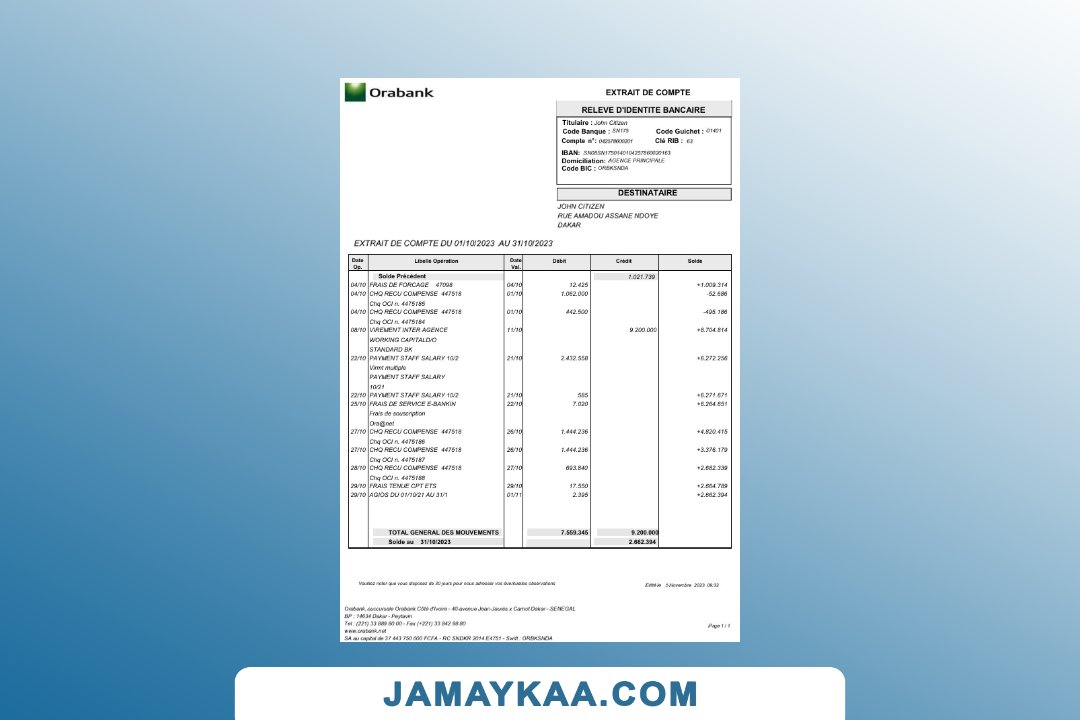 Orabank
EXTRAIT DE COMPTE
RELEVE D'IDENTITE BANCAIRE
Titulaire : John Citizen
Code Banque : SN175 Code Guichet : 01401
Compte n°: Clé RIB : 63
IBAN:
Domiciliation: AGENCE PRINCIPALE
Code BIC : ORBKSNDA
DESTINATAIRE
JOHN CITIZEN
RUE AMADOU ASSANE NDOYE
DAKAR
EXTRAIT DE COMPTE DU 01/10/2023 AU 31/10/2023
Date Op. Libellé Opération Date Val. Débit Crédit Solde
Solde Précédent 1.021.739
04/10 FRAIS DE FORCAGE 47098 04/10 12.425 +1.009.314
04/10 CHQ RECU COMPENSE 447518 01/10 1.062.000 -52.686
Chq OCI n. 4475185
04/10 CHQ RECU COMPENSE 447518 01/10 442.500 -495.186
Chq OCI n. 4475184
08/10 VIREMENT INTER AGENCE 11/10 9.200.000 +8.704.814
WORKING CAPITALD/O
STANDARD BK
22/10 PAYMENT STAFF SALARY 10/2 21/10 2.432.558 +6.272.256
Virmt multiple
PAYMENT STAFF SALARY
10/21
22/10 PAYMENT STAFF SALARY 10/2 21/10 585 +6.271.671
25/10 FRAIS DE SERVICE E-BANKIN 22/10 7.020 +6.264.651
Frais de souscription
Ora@net
27/10 CHQ RECU COMPENSE 447518 26/10 1.444.236 +4.820.415
Chq OCI n. 4475186
27/10 CHQ RECU COMPENSE 447518 26/10 1.444.236 +3.376.179
Chq OCI n. 4475187
28/10 CHQ RECU COMPENSE 447518 27/10 693.840 +2.682.339
Chq OCI n. 4475188
29/10 FRAIS TENUE CPT ETS 29/10 17.550 +2.664.789
29/10 AGIOS DU 01/10/21 AU 31/1 01/11 2.395 +2.662.394
TOTAL GENERAL DES MOUVEMENTS 7.559.345 9.200.000
Solde au 31/10/2023 2.662.394
Veuillez noter que vous disposez de 30 jours pour nous adresser vos éventuelles observations
Edité le 5 Novembre 2023 08:33
Orabank, succursale Orabank Côte d'Ivoire - 40 avenue Jean-Jaurès x Carnot Dakar - SENEGAL
BP : 14634 Dakar - Peytavin
Tel : (221) 33 889 80 00 - Fax (+221) 33 842 68 80
www.orabank.net
Page 1 / 1
SA au capital de 37 443 750 000 FCFA - RC SNDKR 2014 E4751 - Swift : ORBKSNDA
JAMAYKAA.COM